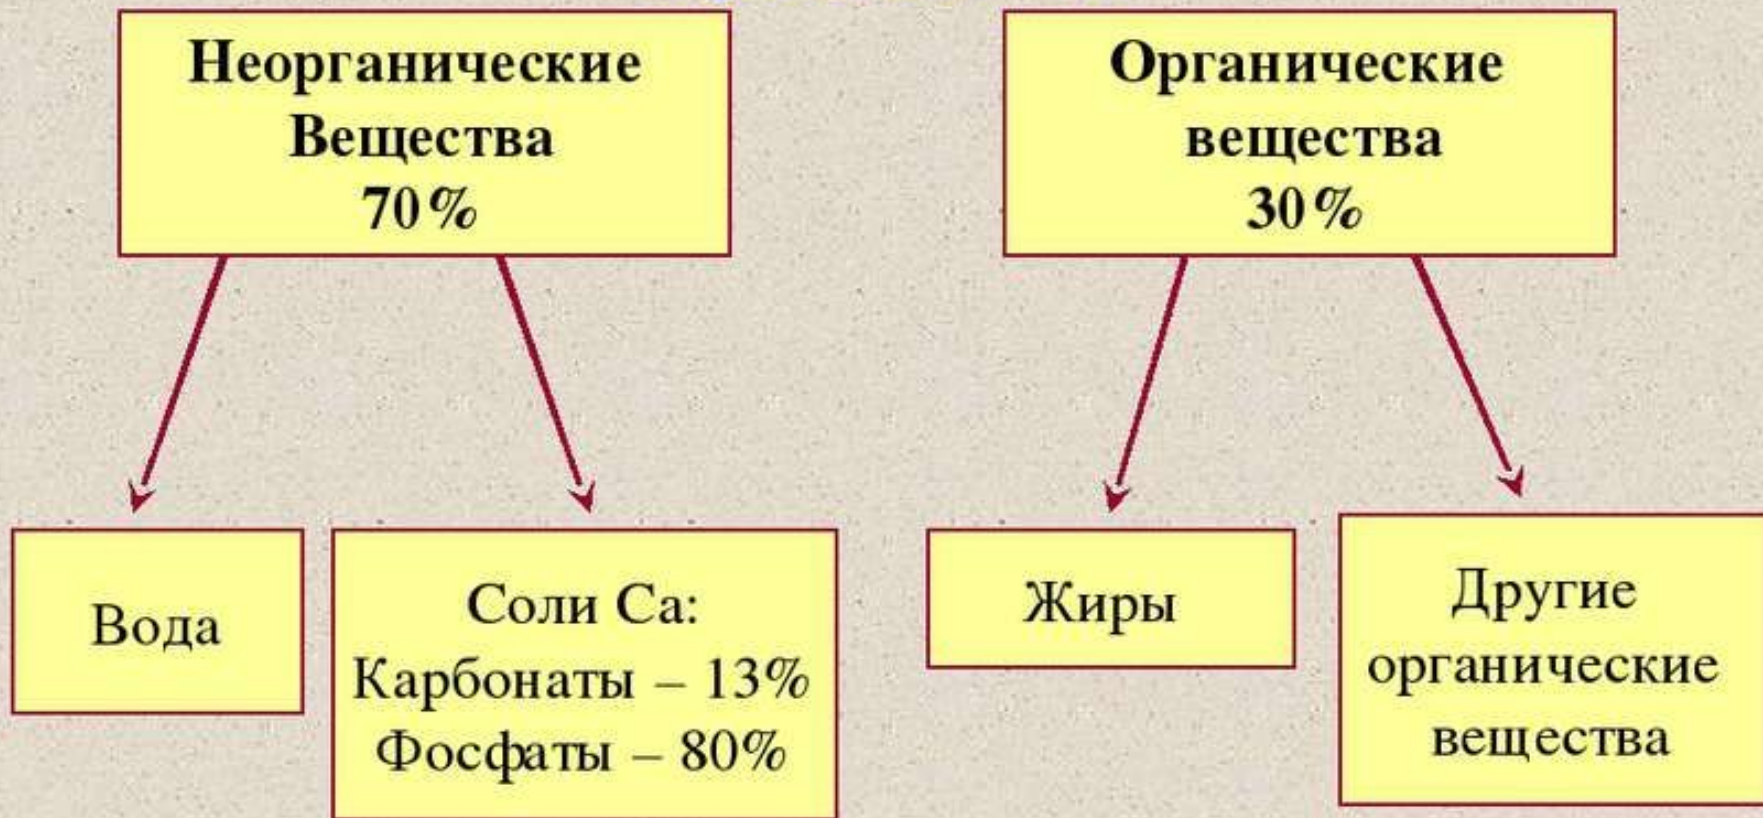 Неорганические
Вещества
70%
Органические
вещества
30%
Вода
Соли Са:
Карбонаты – 13%
Фосфаты – 80%
Жиры
Другие
органические
вещества